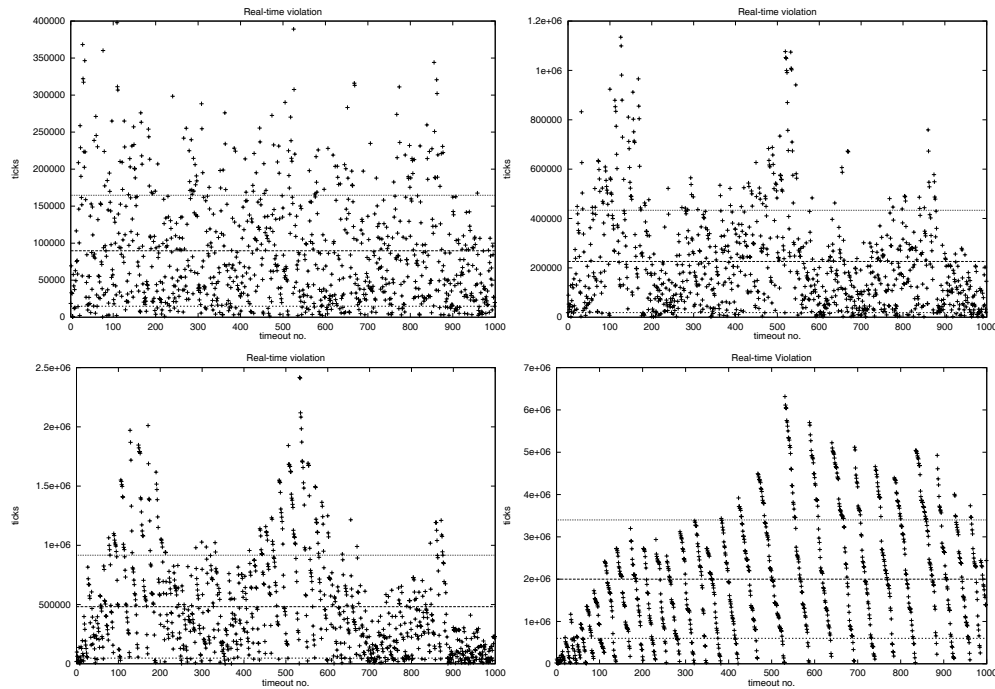 Real-time violation
400000
350000
300000
250000
200000
150000
100000
50000
0
ticks
0 100 200 300 400 500 600 700 800 900 1000
timeout no.
Real-time violation
1.2e+06
1e+06
800000
600000
400000
200000
0
ticks
0 100 200 300 400 500 600 700 800 900 1000
timeout no.
Real-time violation
2.5e+06
2e+06
1.5e+06
1e+06
500000
0
ticks
0 100 200 300 400 500 600 700 800 900 1000
timeout no.
Real-time Violation
7e+06
6e+06
5e+06
4e+06
3e+06
2e+06
1e+06
0
ticks
0 100 200 300 400 500 600 700 800 900 1000
timeout no.